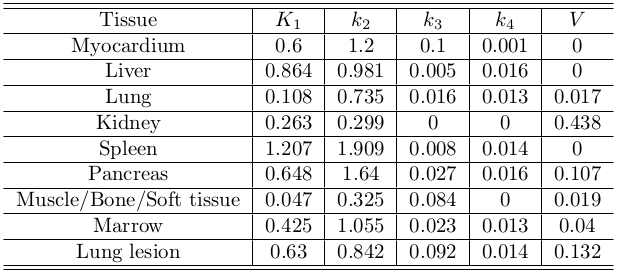 Tissue K1 k2 k3 k4 V
Myocardium 0.6 1.2 0.1 0.001 0
Liver 0.864 0.981 0.005 0.016 0
Lung 0.108 0.735 0.016 0.013 0.017
Kidney 0.263 0.299 0 0 0.438
Spleen 1.207 1.909 0.008 0.014 0
Pancreas 0.648 1.64 0.027 0.016 0.107
Muscle/Bone/Soft tissue 0.047 0.325 0.084 0 0.019
Marrow 0.425 1.055 0.023 0.013 0.04
Lung lesion 0.63 0.842 0.092 0.014 0.132